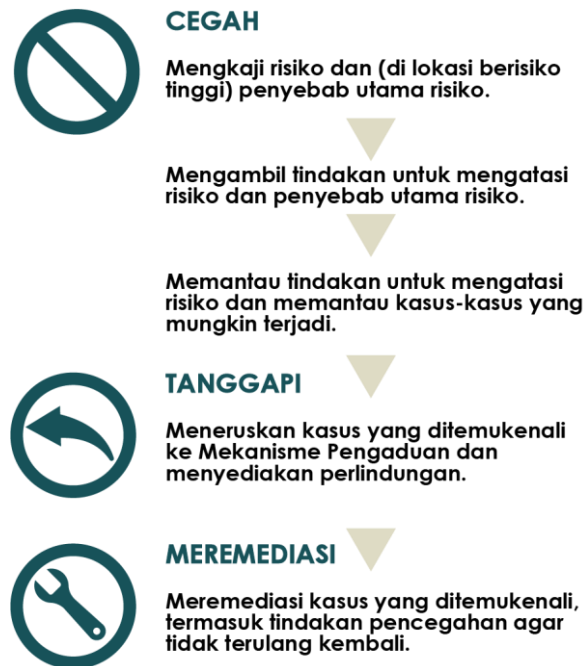 CEGAH
Mengkaji risiko dan (di lokasi berisiko
tinggi) penyebab utama risiko.
Mengambil tindakan untuk mengatasi
risiko dan penyebab utama risiko.
Memantau tindakan untuk mengatasi
risiko dan memantau kasus-kasus yang
mungkin terjadi.
TANGGAPI
Meneruskan kasus yang ditemukenali
ke Mekanisme Pengaduan dan
menyediakan perlindungan.
MEREMEDIASI
Meremediasi kasus yang ditemukenali,
termasuk tindakan pencegahan agar
tidak terulang kembali.